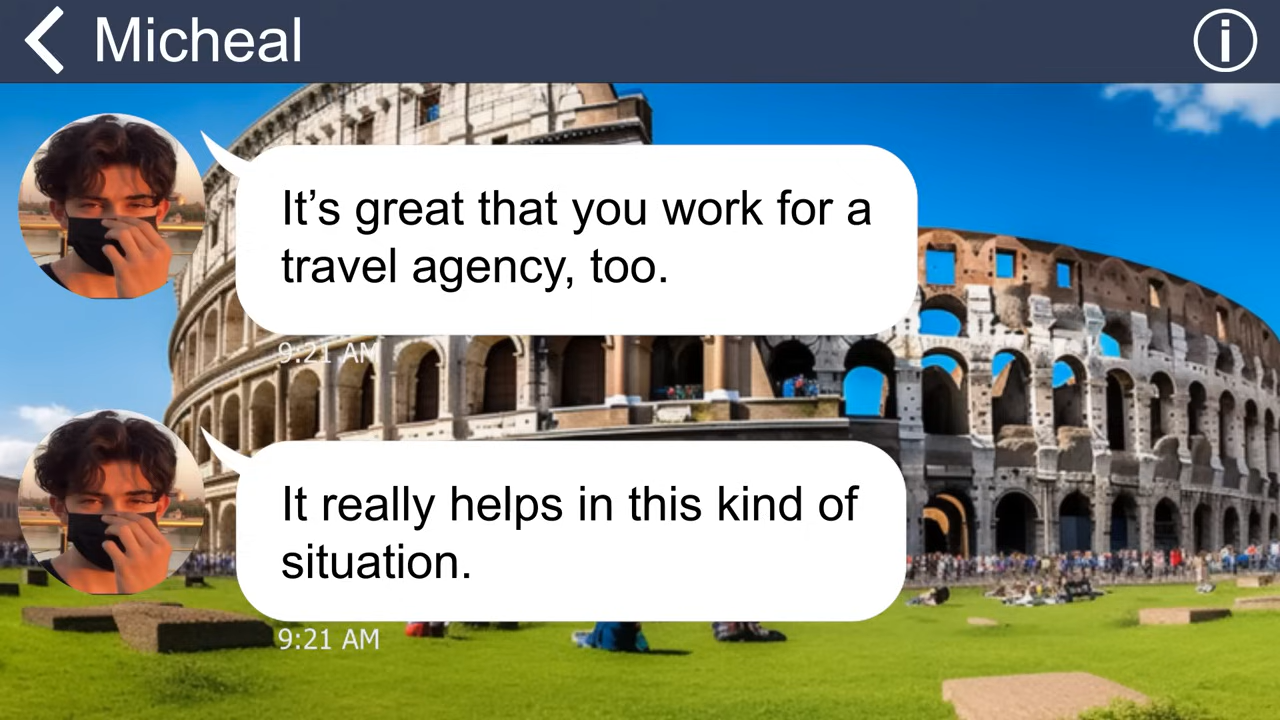 Micheal
It’s great that you work for a
travel agency, too.
9:21 AM
It really helps in this kind of
situation.
9:21 AM